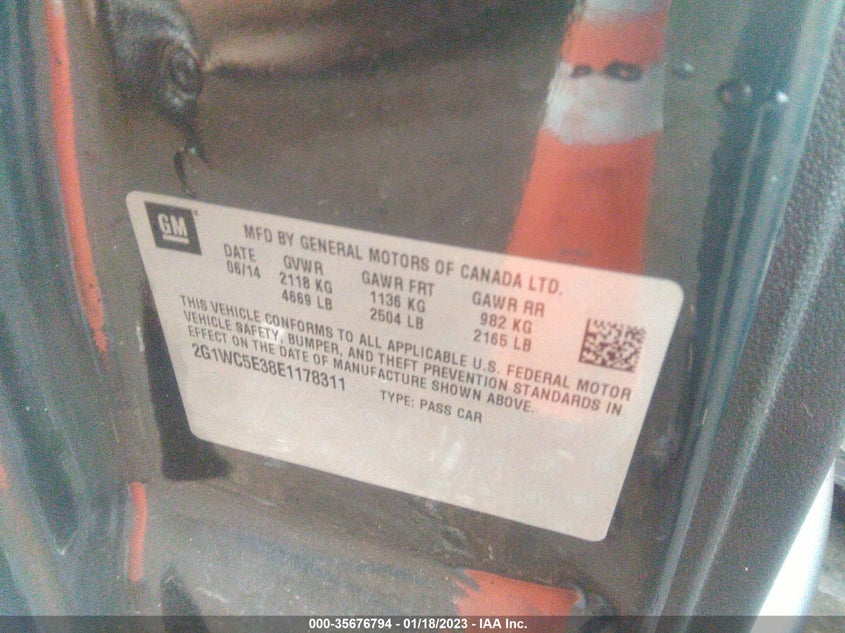 GM
MFD BY GENERAL MOTORS OF CANADA LTD.
DATE GVWR GAWR FRT GAWR RR
06/14 2118 KG 1136 KG 982 KG
4669 LB 2504 LB 2165 LB
THIS VEHICLE CONFORMS TO ALL APPLICABLE U.S. FEDERAL MOTOR
VEHICLE SAFETY, BUMPER, AND THEFT PREVENTION STANDARDS IN
EFFECT ON THE DATE OF MANUFACTURE SHOWN ABOVE.
2G1WC5E38E1178311 TYPE: PASS CAR
000-35676794 - 01/18/2023 - IAA Inc.